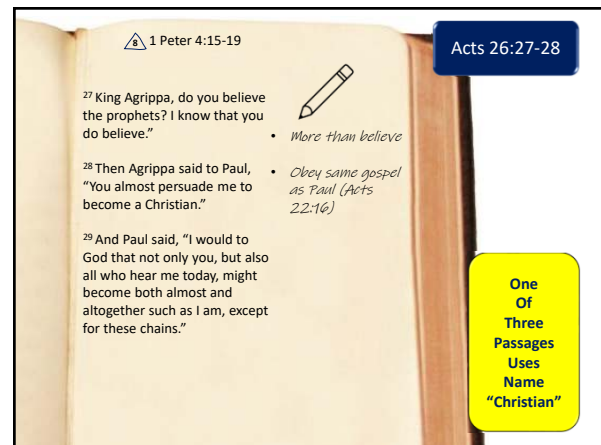 8 1 Peter 4:15-19
Acts 26:27-28
27 King Agrippa, do you believe
the prophets? I know that you
do believe.”
28 Then Agrippa said to Paul,
“You almost persuade me to
become a Christian.”
29 And Paul said, “I would to
God that not only you, but also
all who hear me today, might
become both almost and
altogether such as I am, except
for these chains.”
• More than believe
• Obey same gospel
as Paul (Acts
22:16)
One
Of
Three
Passages
Uses
Name
“Christian”